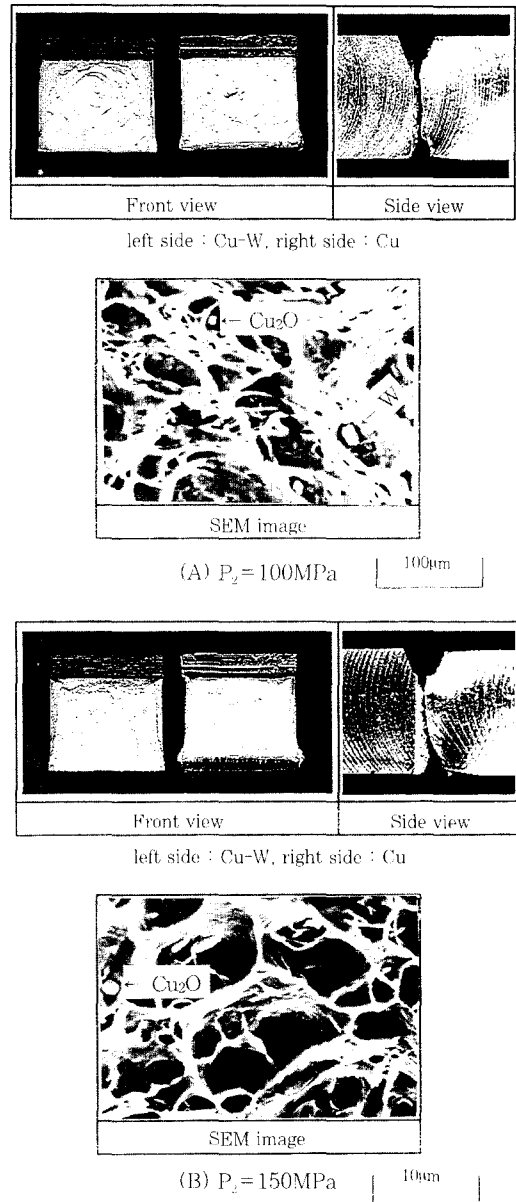 Front view Side view
left side : Cu-W, right side : Cu
← Cu₂O
W
SEM image
(A) P₂=100MPa 100μm
Front view Side view
left side : Cu-W, right side : Cu
← Cu₂O
SEM image
(B) P₂=150MPa 10μm